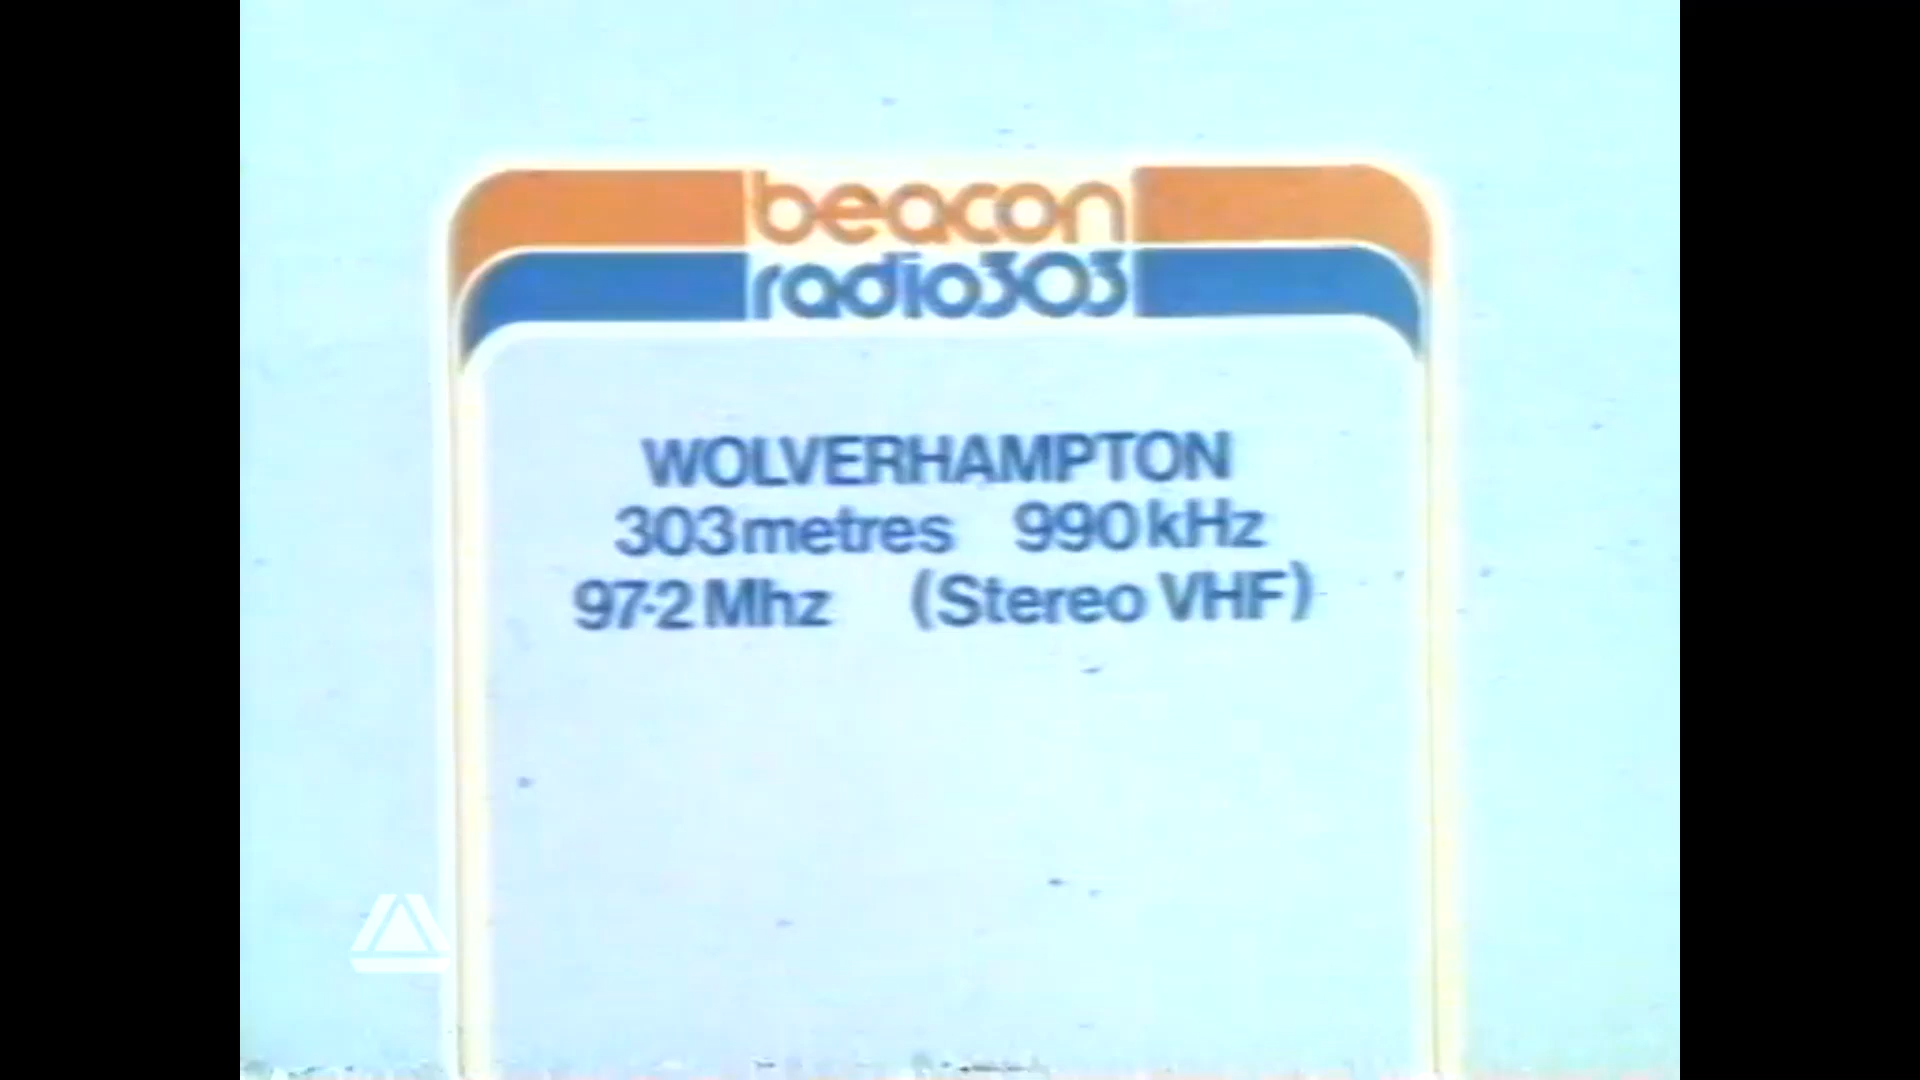 beacon
radio303
WOLVERHAMPTON
303metres 990kHz
97·2Mhz (Stereo VHF)